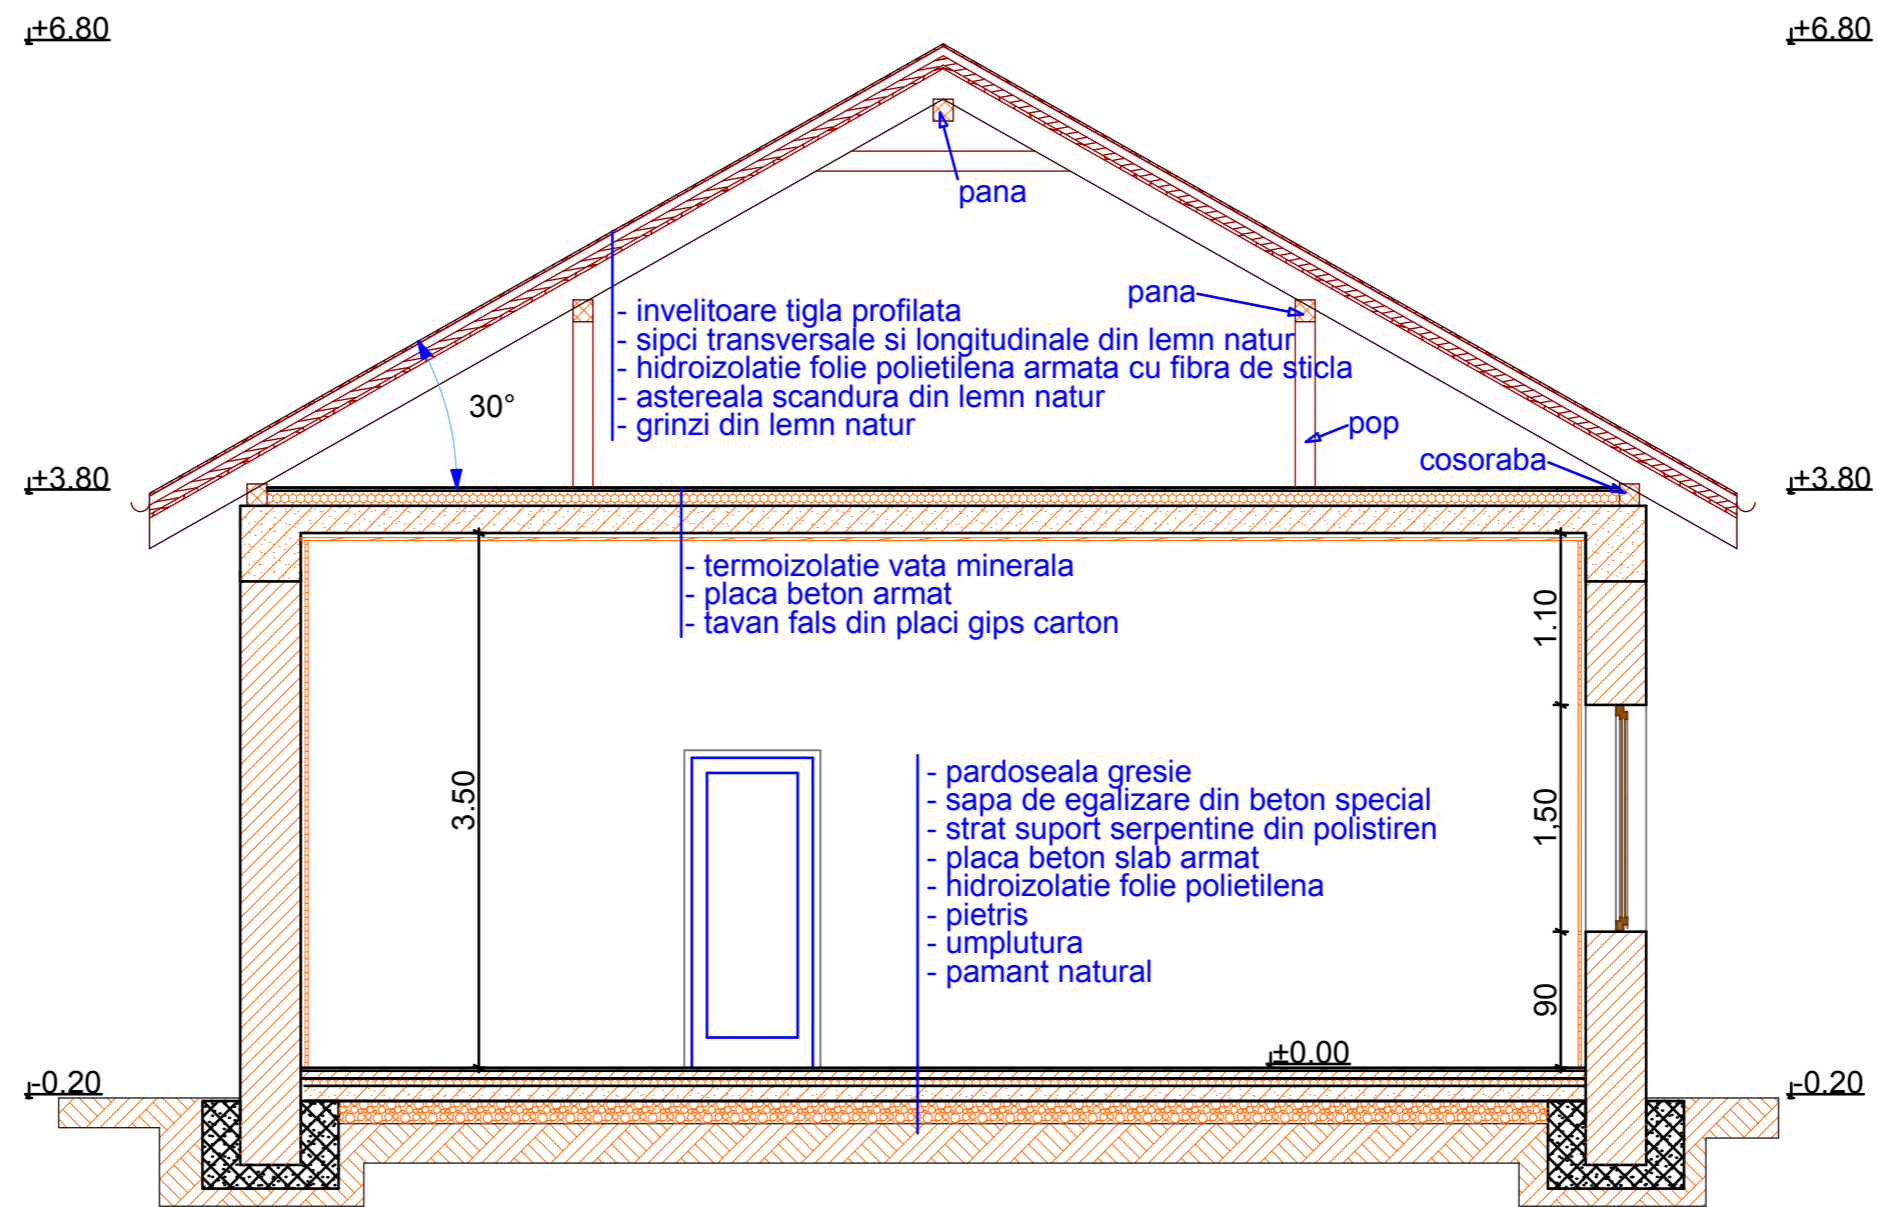 +6.80
+6.80
pana
pana
- invelitoare tigla profilata
- sipci transversale si longitudinale din lemn natur
- hidroizolatie folie polietilena armata cu fibra de sticla
- astereala scandura din lemn natur
- grinzi din lemn natur
30°
pop
cosoraba
+3.80
+3.80
- termoizolatie vata minerala
- placa beton armat
- tavan fals din placi gips carton
1.10
3.50
1,50
- pardoseala gresie
- sapa de egalizare din beton special
- strat suport serpentine din polistiren
- placa beton slab armat
- hidroizolatie folie polietilena
- pietris
- umplutura
- pamant natural
90
±0.00
-0.20
-0.20